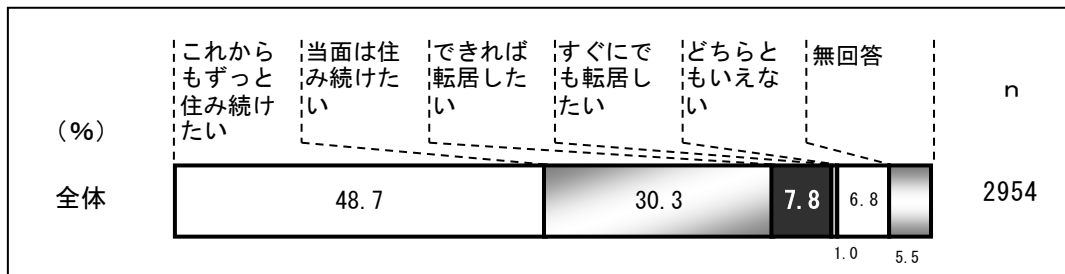 これから
もずっと
住み続け
たい
当面は住
み続けた
い
できれば
転居した
い
すぐにで
も転居し
たい
どちらと
もいえな
い
無回答
n
(%)
全体
48.7
30.3
7.8
1.0
6.8
5.5
2954